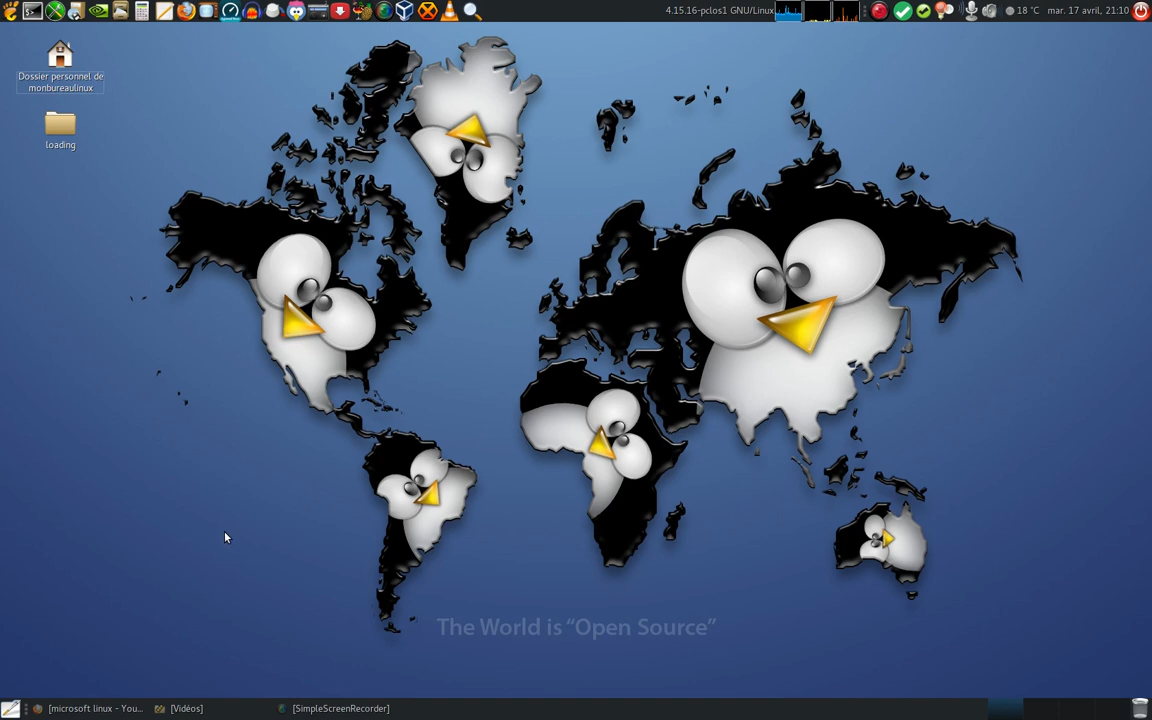 4.15.16-pclos1 GNU/Linux
18 °C mar. 17 avril, 21:10
Dossier personnel de
monbureaulinux
loading
The World is “Open Source”
[microsoft linux - You... [Vidéos] [SimpleScreenRecorder]